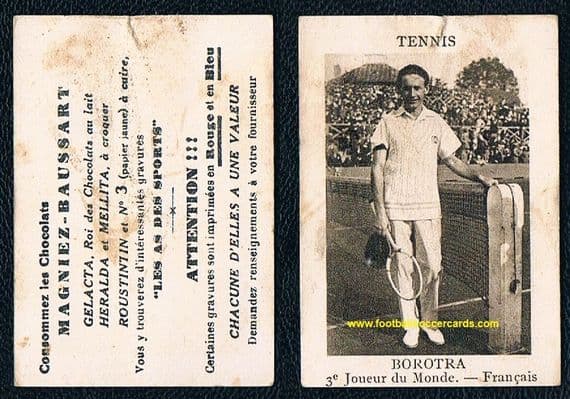 Consommez les Chocolats
MAGNIEZ-BAUSSART
GELACTA, Roi des Chocolats au lait
HERALDA et MELLITA, à croquer
ROUSTINTIN et N° 3 (papier jaune) à cuire,
Vous y trouverez d'intéressantes gravures
"LES AS DES SPORTS"
ATTENTION !!!
Certaines gravures sont imprimées en Rouge et en Bleu
CHACUNE D'ELLES A UNE VALEUR
Demandez renseignements à votre fournisseur
TENNIS
www.footballsoccercards.com
BOROTRA
3e Joueur du Monde. — Français